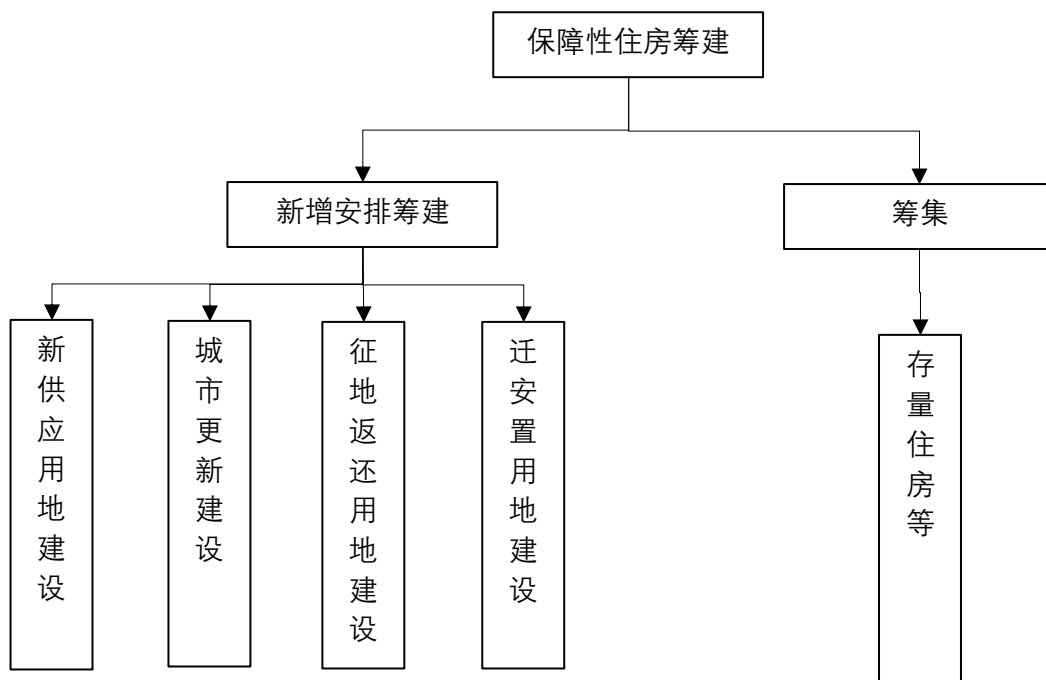 保障性住房筹建
新增安排筹建
筹集
新供应用地建设
城市更新建设
征地返还用地建设
迁安置用地建设
存量住房等